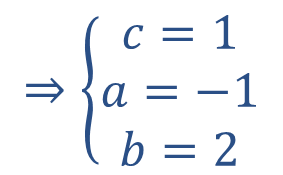 c = 1
⇒ { a = −1
b = 2